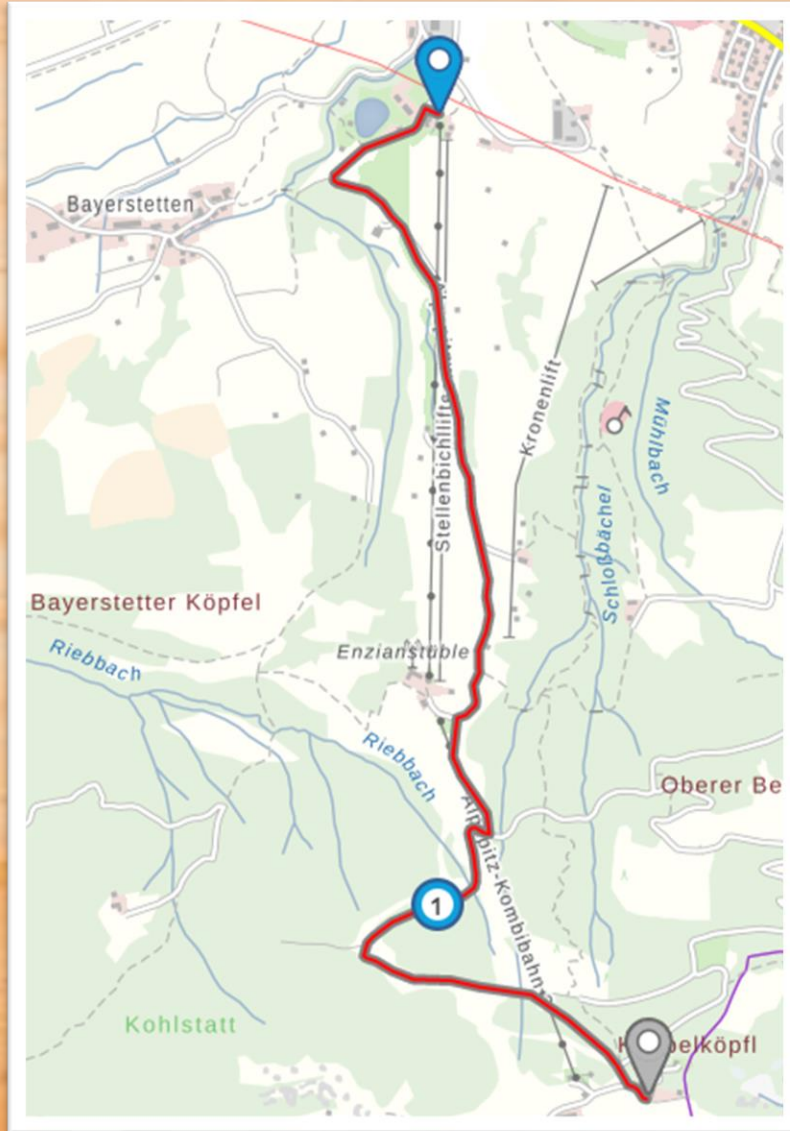 Bayerstetten
Kronenlift
Mühlbach
Stellenbichllifte
Schloßbächel
Bayerstetter Köpfel
Enzianstüble
Riebbach
Riebbach
Oberer Be
1
Kohlstatt